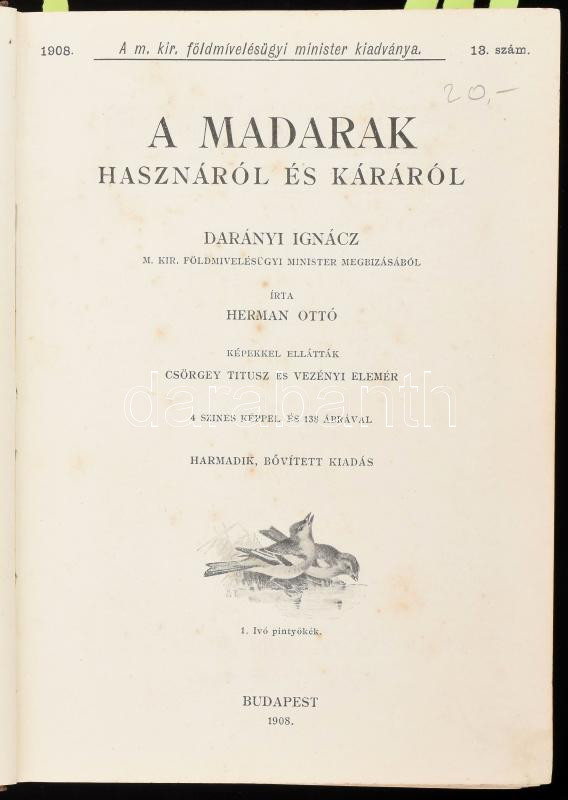 1908.
A m. kir. földmívelésügyi minister kiadványa.
13. szám.
20,-
A MADARAK
HASZNÁRÓL ÉS KÁRÁRÓL
DARÁNYI IGNÁCZ
M. KIR. FÖLDMIVELÉSÜGYI MINISTER MEGBIZÁSÁBÓL
ÍRTA
HERMAN OTTÓ
KÉPEKKEL ELLÁTTÁK
CSÖRGEY TITUSZ ES VEZÉNYI ELEMÉR
darabanth
4 SZINES KÉPPEL ÉS 138 ÁBRÁVAL
HARMADIK, BŐVÍTETT KIADÁS
1. Ivó pintyőkék.
BUDAPEST
1908.